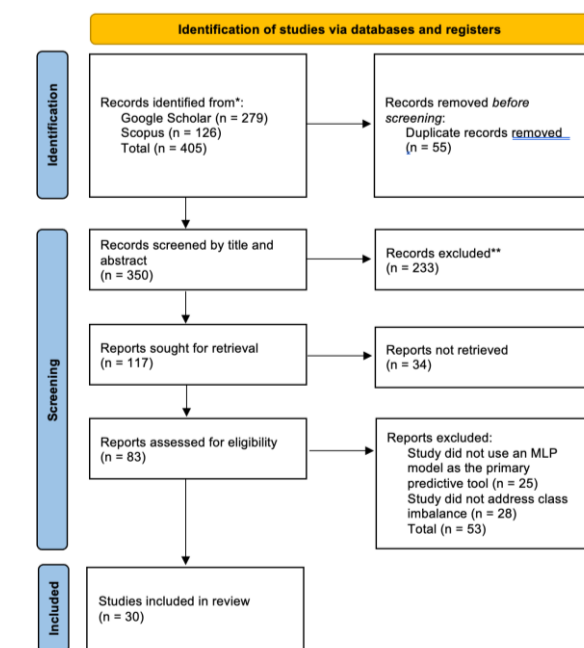 Identification of studies via databases and registers
Identification
Records identified from*:
Google Scholar (n = 279)
Scopus (n = 126)
Total (n = 405)
Records removed before
screening:
Duplicate records removed
(n = 55)
Screening
Records screened by title and
abstract
(n = 350)
Records excluded**
(n = 233)
Reports sought for retrieval
(n = 117)
Reports not retrieved
(n = 34)
Reports assessed for eligibility
(n = 83)
Reports excluded:
Study did not use an MLP
model as the primary
predictive tool (n = 25)
Study did not address class
imbalance (n = 28)
Total (n = 53)
Included
Studies included in review
(n = 30)